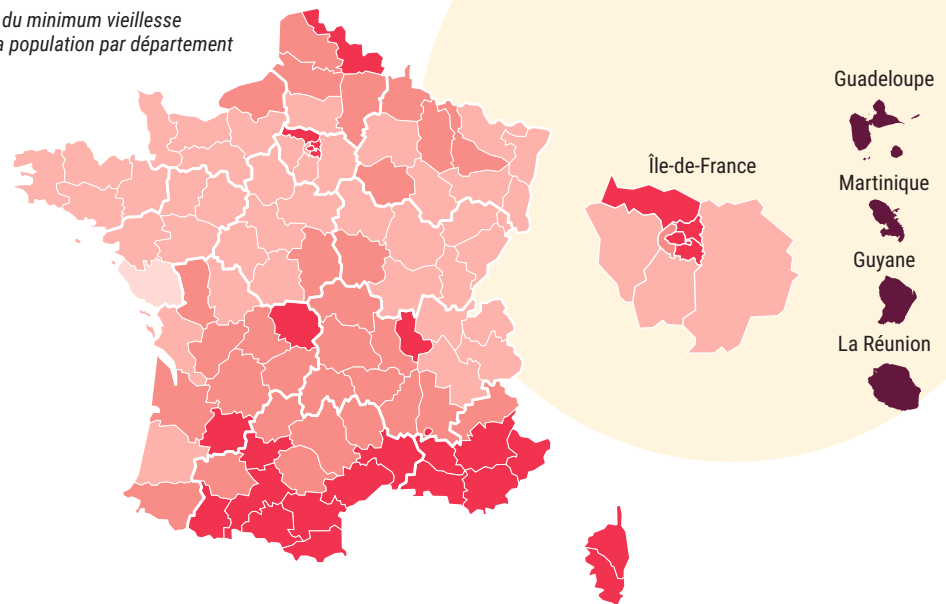 du minimum vieillesse
a population par département
Île-de-France
Guadeloupe
Martinique
Guyane
La Réunion